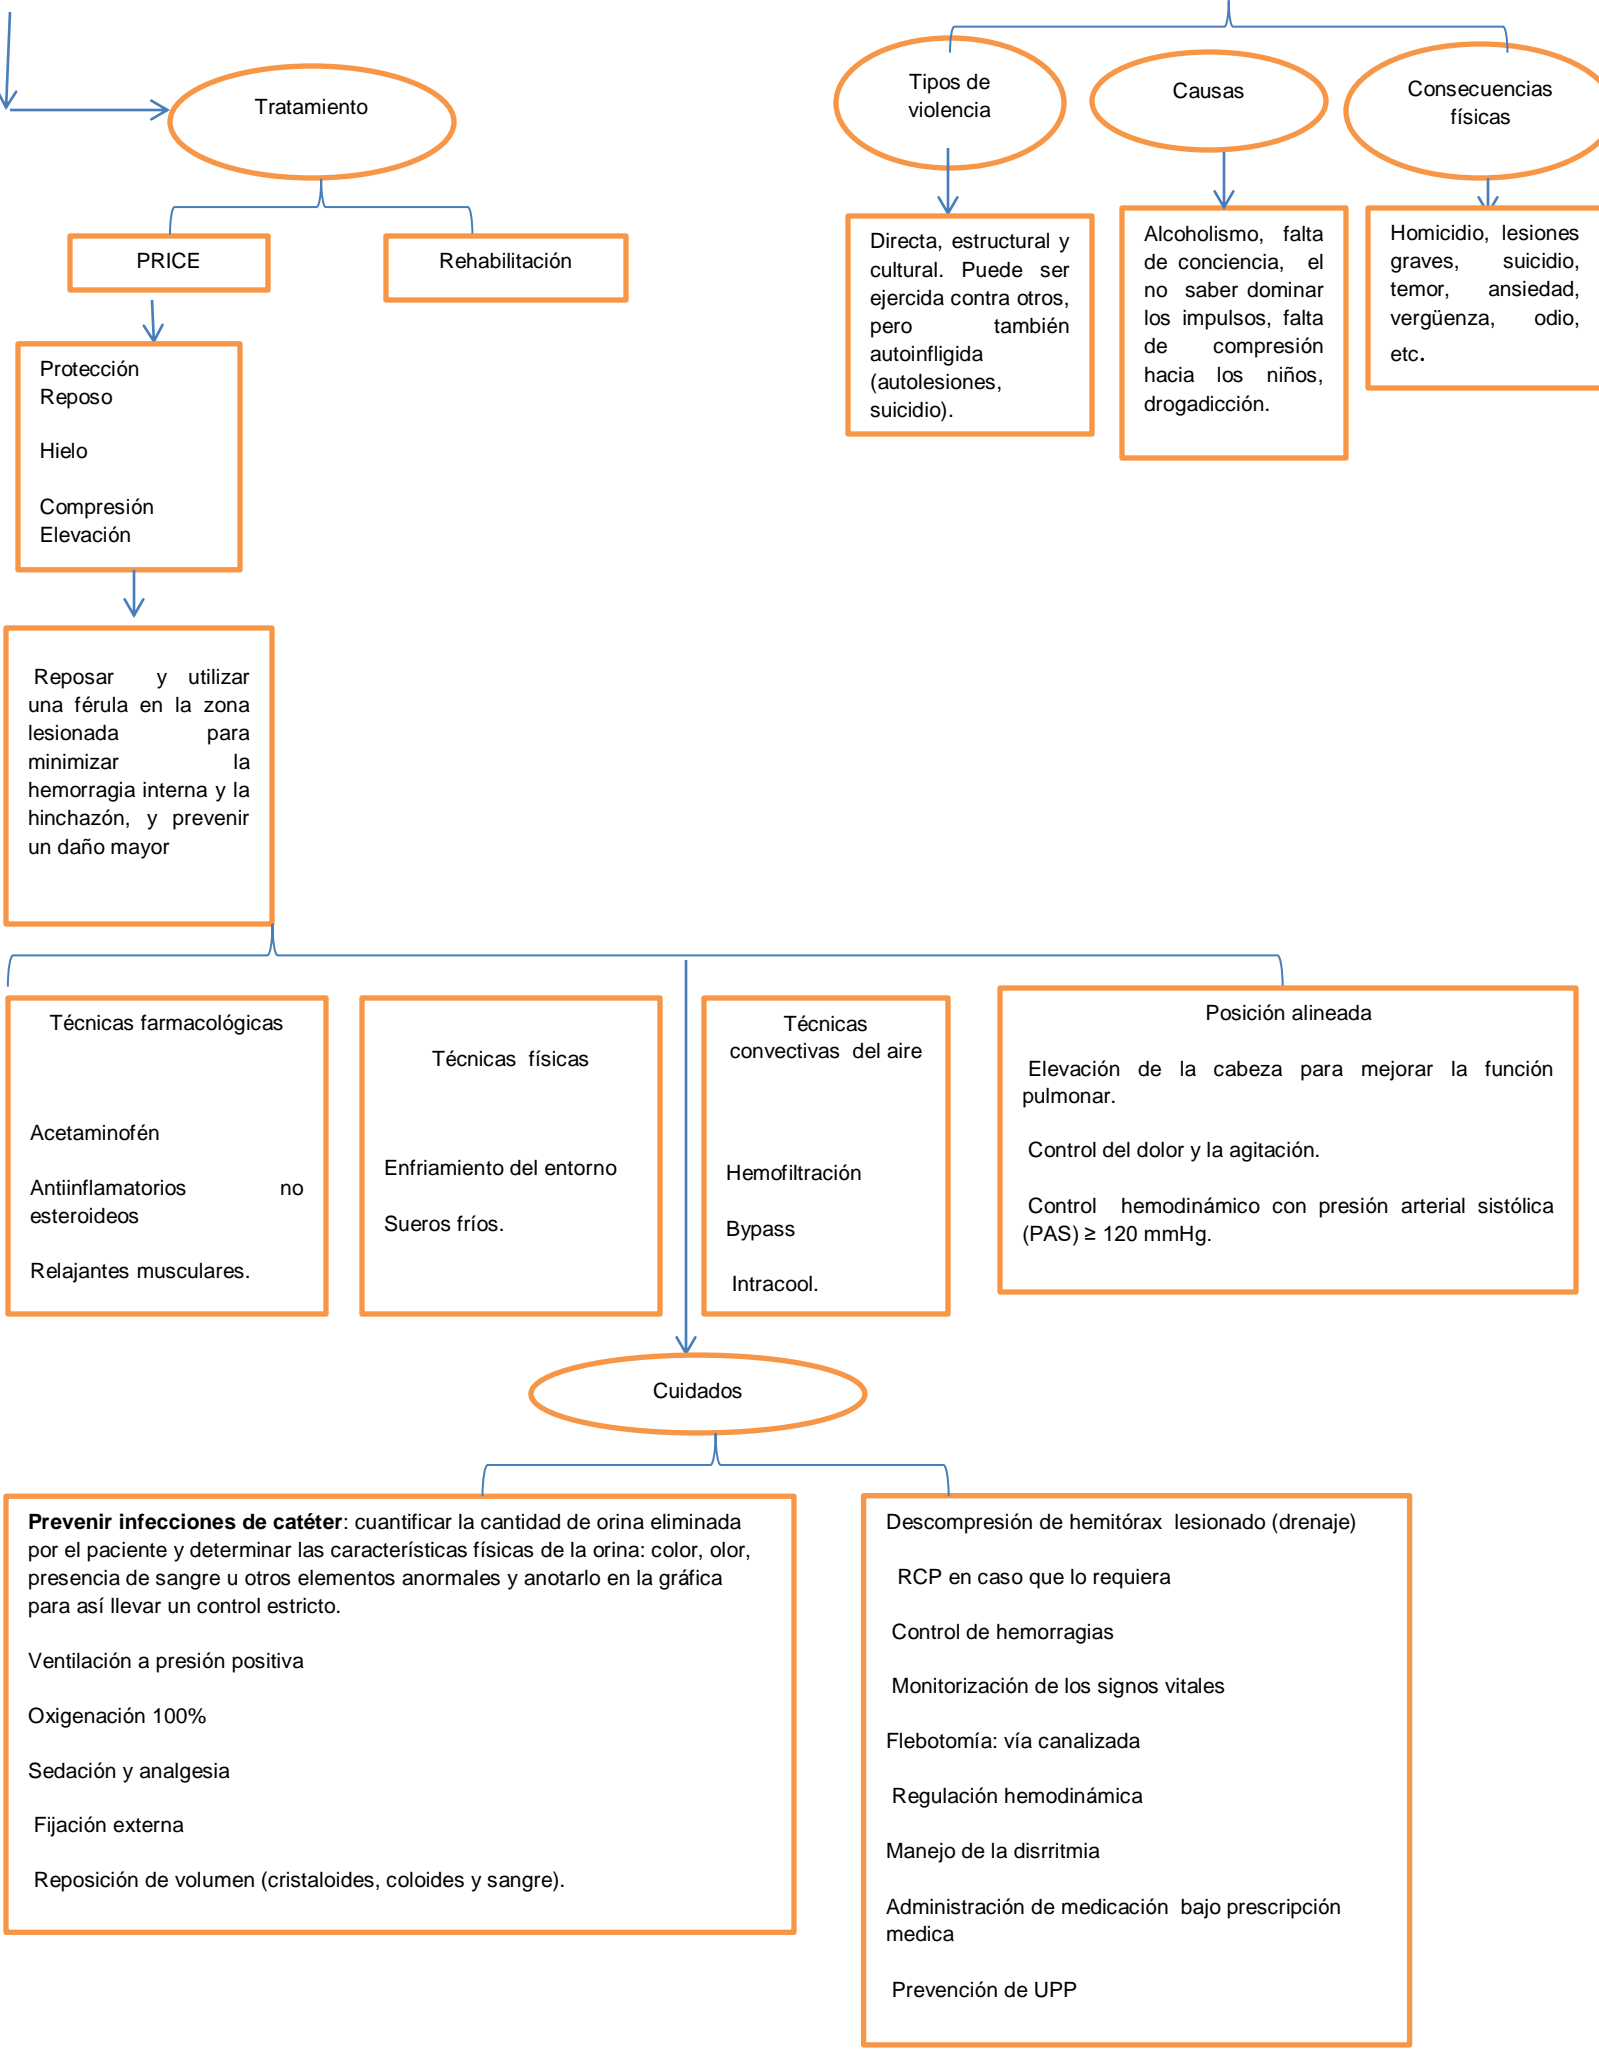 Tratamiento
PRICE
Rehabilitación
Protección
Reposo
Hielo
Compresión
Elevación
Reposar y utilizar
una férula en la zona
lesionada para
minimizar la
hemorragia interna y la
hinchazón, y prevenir
un daño mayor
Tipos de
violencia
Causas
Consecuencias
físicas
Directa, estructural y
cultural. Puede ser
ejercida contra otros,
pero también
autoinfligida
(autolesiones,
suicidio).
Alcoholismo, falta
de conciencia, el
no saber dominar
los impulsos, falta
de compresión
hacia los niños,
drogadicción.
Homicidio, lesiones
graves, suicidio,
temor, ansiedad,
vergüenza, odio,
etc.
Técnicas farmacológicas
Acetaminofén
Antiinflamatorios no
esteroideos
Relajantes musculares.
Técnicas físicas
Enfriamiento del entorno
Sueros fríos.
Técnicas
convectivas del aire
Hemofiltración
Bypass
Intracool.
Posición alineada
Elevación de la cabeza para mejorar la función
pulmonar.
Control del dolor y la agitación.
Control hemodinámico con presión arterial sistólica
(PAS) ≥ 120 mmHg.
Cuidados
Prevenir infecciones de catéter: cuantificar la cantidad de orina eliminada
por el paciente y determinar las características físicas de la orina: color, olor,
presencia de sangre u otros elementos anormales y anotarlo en la gráfica
para así llevar un control estricto.
Ventilación a presión positiva
Oxigenación 100%
Sedación y analgesia
Fijación externa
Reposición de volumen (cristaloides, coloides y sangre).
Descompresión de hemitórax lesionado (drenaje)
RCP en caso que lo requiera
Control de hemorragias
Monitorización de los signos vitales
Flebotomía: vía canalizada
Regulación hemodinámica
Manejo de la disrritmia
Administración de medicación bajo prescripción
medica
Prevención de UPP